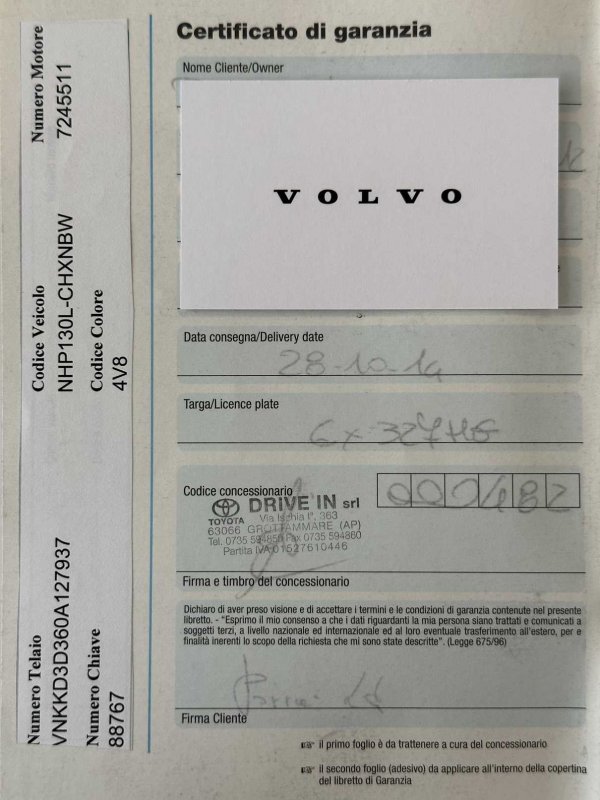 Certificato di garanzia
Nome Cliente/Owner
VOLVO
Data consegna/Delivery date
28-10-14
Targa/Licence plate
327
Codice concessionario
000482
TOYOTA
DRIVE IN srl
Via Ischia I°, 363
63066 GROTTAMMARE (AP)
Tel. 0735 594858 Fax 0735 594860
Partita IVA 01527610446
Firma e timbro del concessionario
Dichiaro di aver preso visione e di accettare i termini e le condizioni di garanzia contenute nel presente
libretto. - "Esprimo il mio consenso a che i dati riguardanti la mia persona siano trattati e comunicati a
soggetti terzi, a livello nazionale ed internazionale ed al loro eventuale trasferimento all'estero, per e
finalità inerenti lo scopo della richiesta che mi sono state descritte". (Legge 675/96)
Firma Cliente
il primo foglio è da trattenere a cura del concessionario
il secondo foglio (adesivo) da applicare all'interno della copertina
del libretto di Garanzia
Numero Telaio
VNKKD3D360A127937
Codice Veicolo
NHP130L-CHXNBW
Numero Motore
7245511
Numero Chiave
88767
Codice Colore
4V8